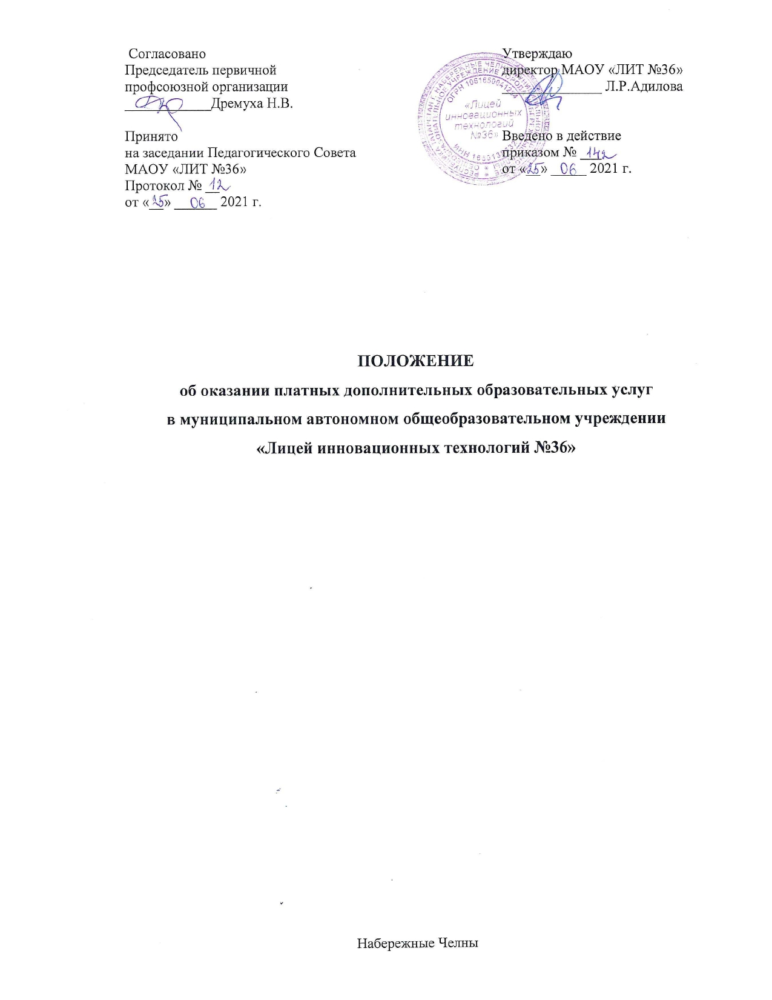 Согласовано
Председатель первичной
профсоюзной организации
____________Дремуха Н.В.
Принято
на заседании Педагогического Совета
МАОУ «ЛИТ №36»
Протокол № 12
от «25» 06 2021 г.
Утверждаю
директор МАОУ «ЛИТ №36»
______________ Л.Р.Адилова
Введено в действие
приказом № 142
от «25» 06 2021 г.
«Лицей
инновационных
технологий
№36»
ПОЛОЖЕНИЕ
об оказании платных дополнительных образовательных услуг
в муниципальном автономном общеобразовательном учреждении
«Лицей инновационных технологий №36»
Набережные Челны